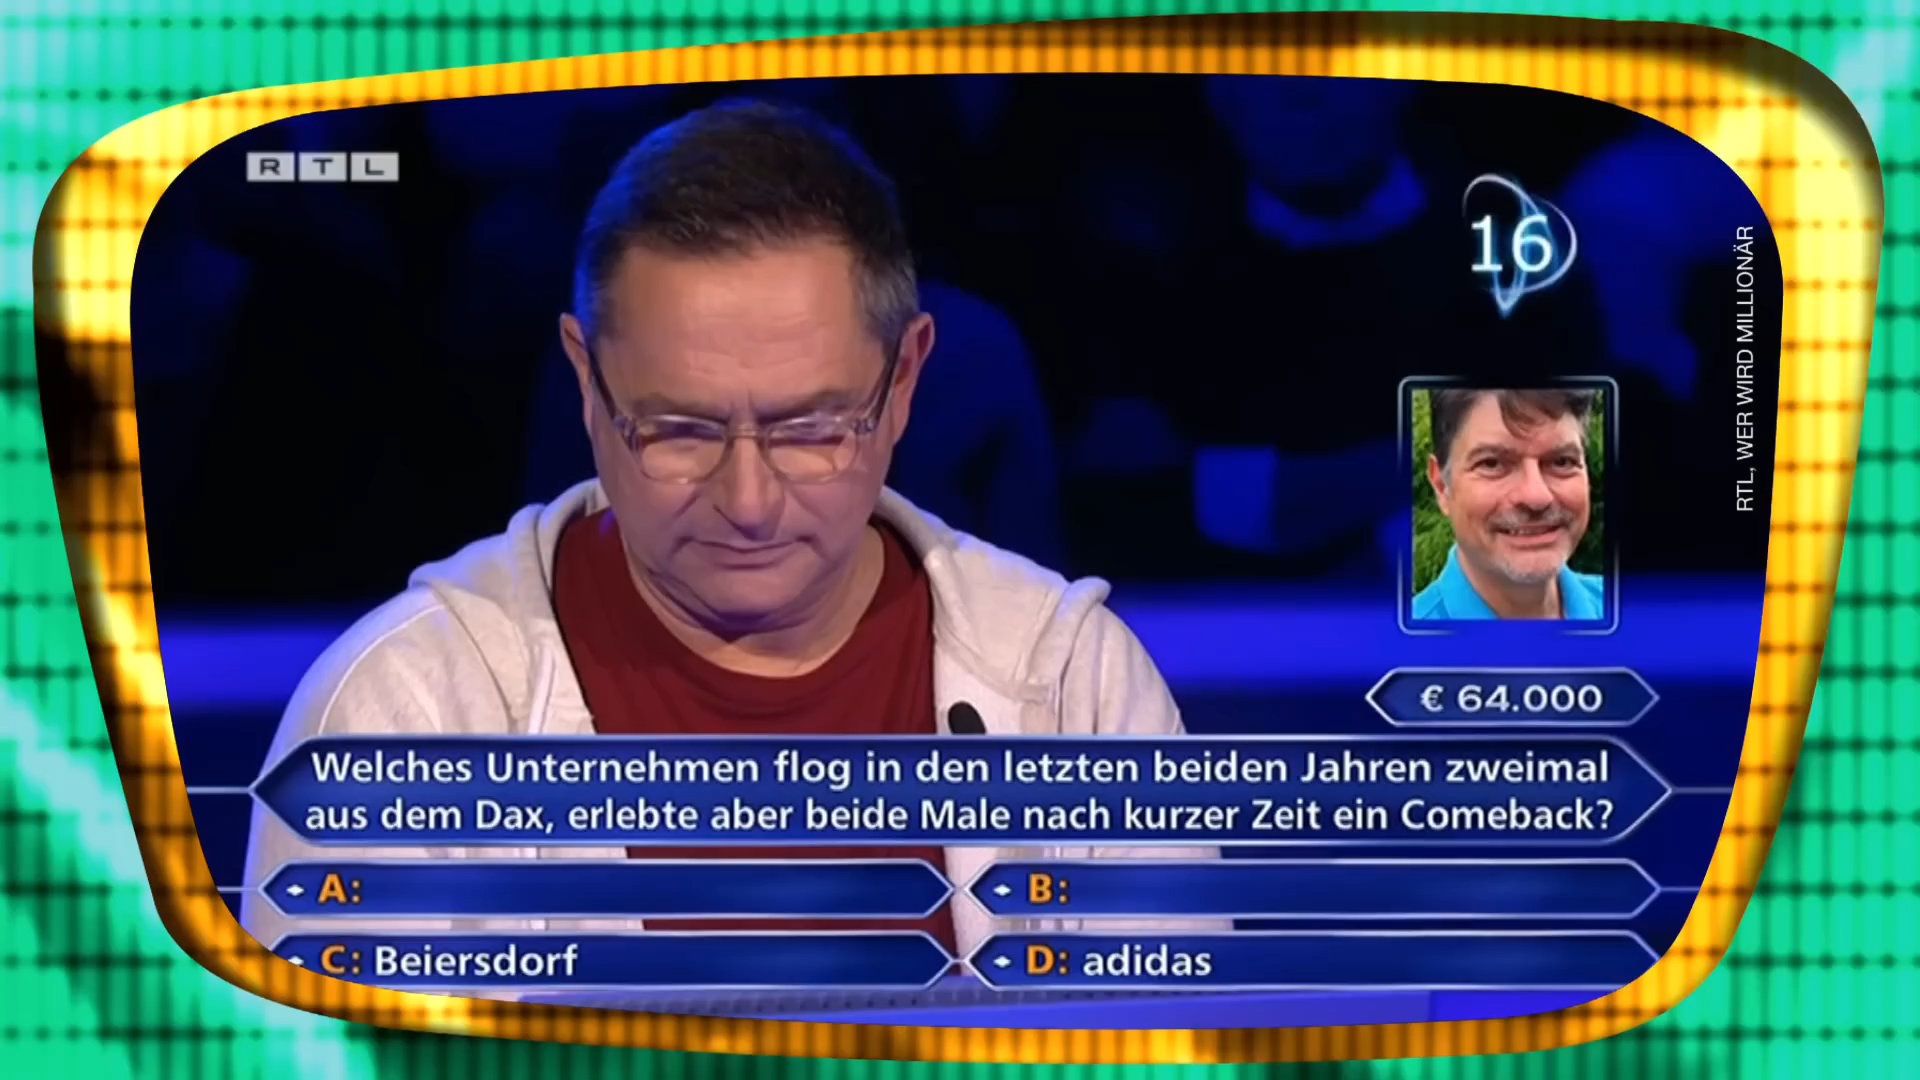 RTL
16
RTL, WER WIRD MILLIONÄR
€ 64.000
Welches Unternehmen flog in den letzten beiden Jahren zweimal
aus dem Dax, erlebte aber beide Male nach kurzer Zeit ein Comeback?
A:
B:
C: Beiersdorf
D: adidas